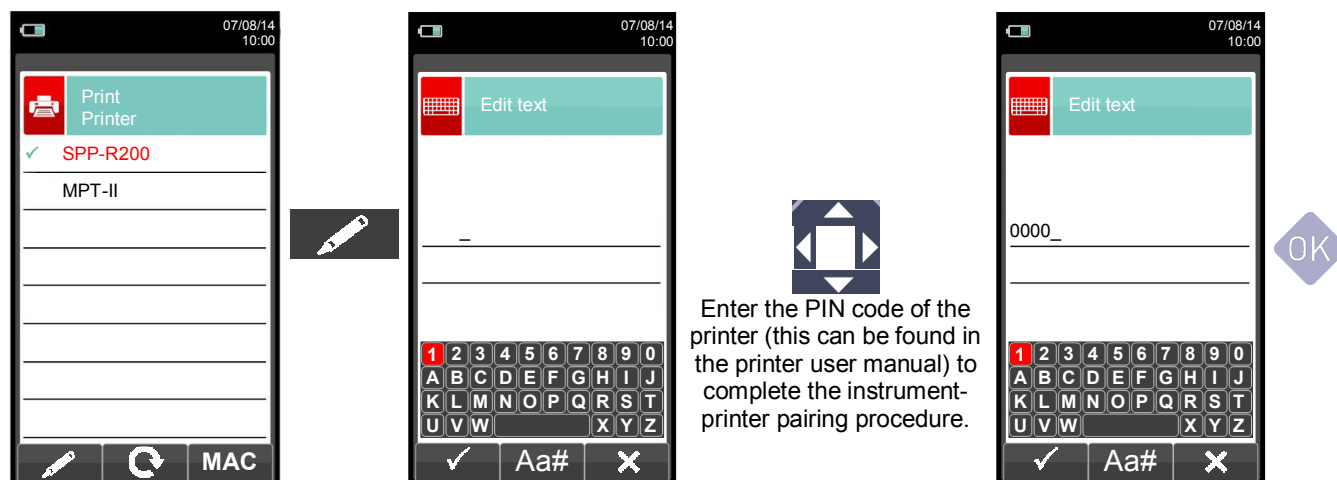 07/08/14
10:00
Print
Printer
✓ SPP-R200
MPT-II
MAC
07/08/14
10:00
Edit text
_
1 2 3 4 5 6 7 8 9 0
A B C D E F G H I J
K L M N O P Q R S T
U V W X Y Z
Aa#
Enter the PIN code of the
printer (this can be found in
the printer user manual) to
complete the instrument-
printer pairing procedure.
07/08/14
10:00
Edit text
0000_
1 2 3 4 5 6 7 8 9 0
A B C D E F G H I J
K L M N O P Q R S T
U V W X Y Z
Aa#
OK